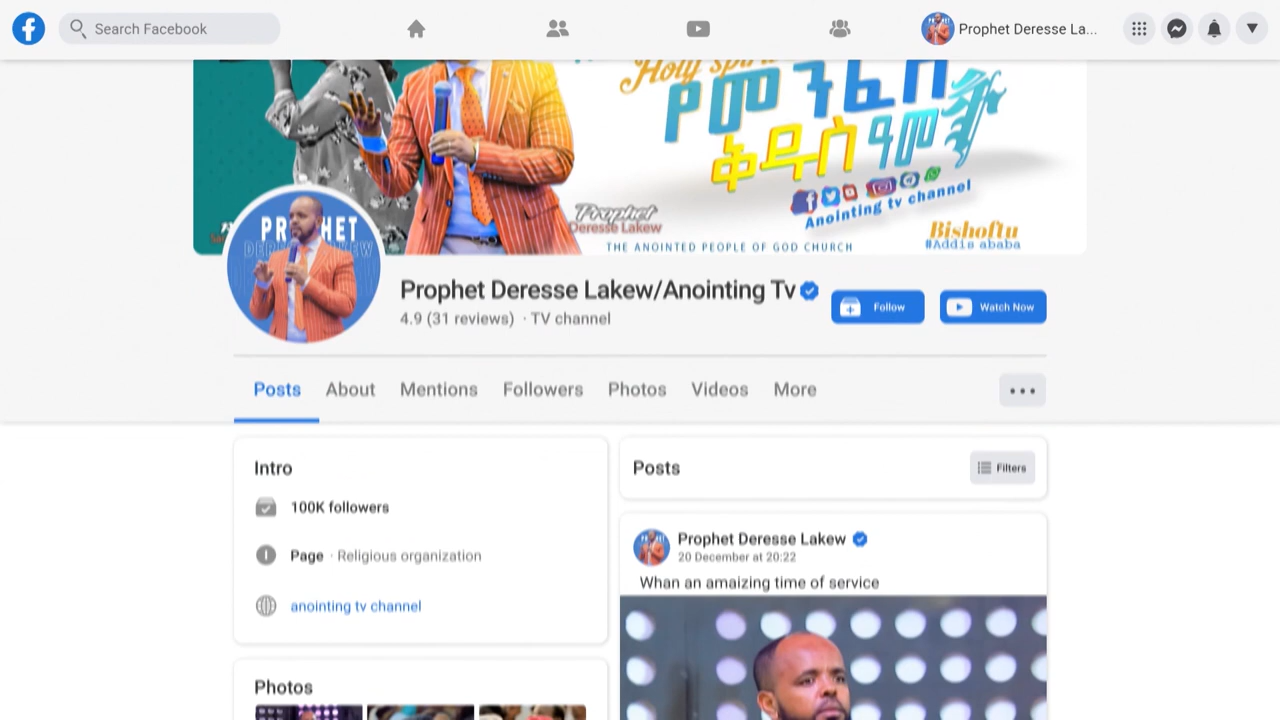 Search Facebook
Prophet Deresse La...
Holy spirit
የመንፈስ
ቅዱስ ዓመት
Anointing tv channel
Prophet
Deresse Lakew
Bishoftu
#Addis ababa
THE ANOINTED PEOPLE OF GOD CHURCH
PROPHET
DERESSE LAKEW
Prophet Deresse Lakew/Anointing Tv
4.9 (31 reviews) · TV channel
Follow
Watch Now
Posts
About
Mentions
Followers
Photos
Videos
More
Intro
100K followers
Page · Religious organization
anointing tv channel
Photos
Posts
Filters
Prophet Deresse Lakew
20 December at 20:22
Whan an amaizing time of service